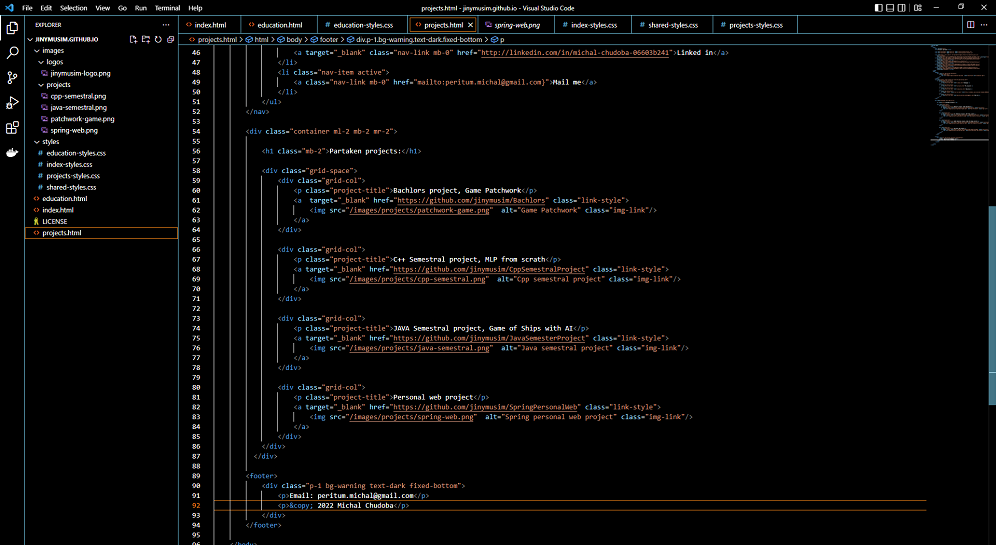 File Edit Selection View Go Run Terminal Help
projects.html - jinymusim.github.io - Visual Studio Code
EXPLORER
JINYMUSIM.GITHUB.IO
images
logos
jinymusim-logo.png
projects
cpp-semestral.png
java-semestral.png
patchwork-game.png
spring-web.png
styles
education-styles.css
index-styles.css
projects-styles.css
shared-styles.css
education.html
index.html
LICENSE
projects.html
index.html education.html education-styles.css projects.html spring-web.png index-styles.css shared-styles.css projects-styles.css
projects.html > html > body > footer > div.p-1.bg-warning.text-dark.fixed-bottom > p
46 <a target="_blank" class="nav-link mb-0" href="http://linkedin.com/in/michal-chudoba-06603b241">Linked in</a>
47 </li>
48 <li class="nav-item active">
49 <a class="nav-link mb-0" href="mailto:peritum.michal@gmail.com}">Mail me</a>
50 </li>
51 </ul>
52 </nav>
53
54 <div class="container ml-2 mb-2 mr-2">
55
56 <h1 class="mb-2">Partaken projects:</h1>
57
58 <div class="grid-space">
59 <div class="grid-col">
60 <p class="project-title">Bachlors project, Game Patchwork</p>
61 <a target="_blank" href="https://github.com/jinymusim/Bachlors" class="link-style">
62 <img src="/images/projects/patchwork-game.png" alt="Game Patchwork" class="img-link"/>
63 </a>
64 </div>
65
66 <div class="grid-col">
67 <p class="project-title">C++ Semestral project, MLP from scrath</p>
68 <a target="_blank" href="https://github.com/jinymusim/CppSemestralProject" class="link-style">
69 <img src="/images/projects/cpp-semestral.png" alt="Cpp semestral project" class="img-link"/>
70 </a>
71 </div>
72
73 <div class="grid-col">
74 <p class="project-title">JAVA Semestral project, Game of Ships with AI</p>
75 <a target="_blank" href="https://github.com/jinymusim/JavaSemesterProject" class="link-style">
76 <img src="/images/projects/java-semestral.png" alt="Java semestral project" class="img-link"/>
77 </a>
78 </div>
79
80 <div class="grid-col">
81 <p class="project-title">Personal web project</p>
82 <a target="_blank" href="https://github.com/jinymusim/SpringPersonalWeb" class="link-style">
83 <img src="/images/projects/spring-web.png" alt="Spring personal web project" class="img-link"/>
84 </a>
85 </div>
86 </div>
87 </div>
88
89 <footer>
90 <div class="p-1 bg-warning text-dark fixed-bottom">
91 <p>Email: peritum.michal@gmail.com</p>
92 <p>&copy; 2022 Michal Chudoba</p>
93 </div>
94 </footer>
95
96 </body>